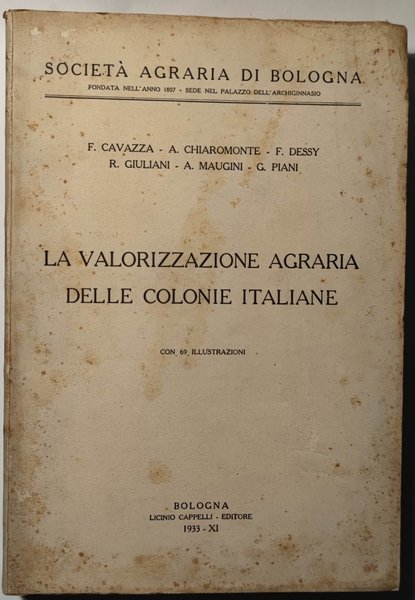 SOCIETÀ AGRARIA DI BOLOGNA
FONDATA NELL'ANNO 1807 - SEDE NEL PALAZZO DELL'ARCHIGINNASIO
F. CAVAZZA - A. CHIAROMONTE - F. DESSY
R. GIULIANI - A. MAUGINI - G. PIANI
LA VALORIZZAZIONE AGRARIA
DELLE COLONIE ITALIANE
CON 69 ILLUSTRAZIONI
BOLOGNA
LICINIO CAPPELLI - EDITORE
1933 - XI